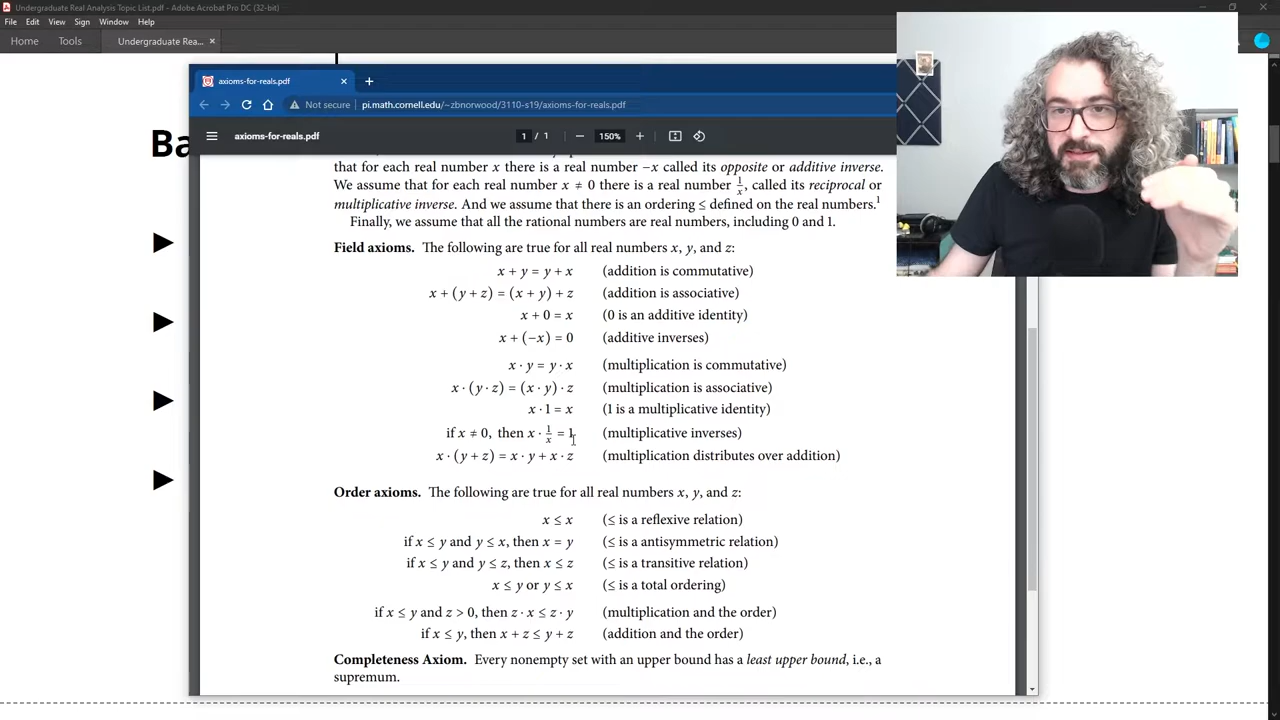 Undergraduate Real Analysis Topic List.pdf - Adobe Acrobat Pro DC (32-bit)
File Edit View Sign Window Help
Home Tools Undergraduate Rea... ×
Ba
axioms-for-reals.pdf × +
Not secure | pi.math.cornell.edu/~zbnorwood/3110-s19/axioms-for-reals.pdf
axioms-for-reals.pdf 1 / 1 − 150% +
that for each real number x there is a real number −x called its opposite or additive inverse.
We assume that for each real number x ≠ 0 there is a real number 1/x, called its reciprocal or
multiplicative inverse. And we assume that there is an ordering ≤ defined on the real numbers.¹
Finally, we assume that all the rational numbers are real numbers, including 0 and 1.
Field axioms. The following are true for all real numbers x, y, and z:
x + y = y + x (addition is commutative)
x + (y + z) = (x + y) + z (addition is associative)
x + 0 = x (0 is an additive identity)
x + (−x) = 0 (additive inverses)
x · y = y · x (multiplication is commutative)
x · (y · z) = (x · y) · z (multiplication is associative)
x · 1 = x (1 is a multiplicative identity)
if x ≠ 0, then x · 1/x = 1 (multiplicative inverses)
x · (y + z) = x · y + x · z (multiplication distributes over addition)
Order axioms. The following are true for all real numbers x, y, and z:
x ≤ x (≤ is a reflexive relation)
if x ≤ y and y ≤ x, then x = y (≤ is a antisymmetric relation)
if x ≤ y and y ≤ z, then x ≤ z (≤ is a transitive relation)
x ≤ y or y ≤ x (≤ is a total ordering)
if x ≤ y and z > 0, then z · x ≤ z · y (multiplication and the order)
if x ≤ y, then x + z ≤ y + z (addition and the order)
Completeness Axiom. Every nonempty set with an upper bound has a least upper bound, i.e., a
supremum.